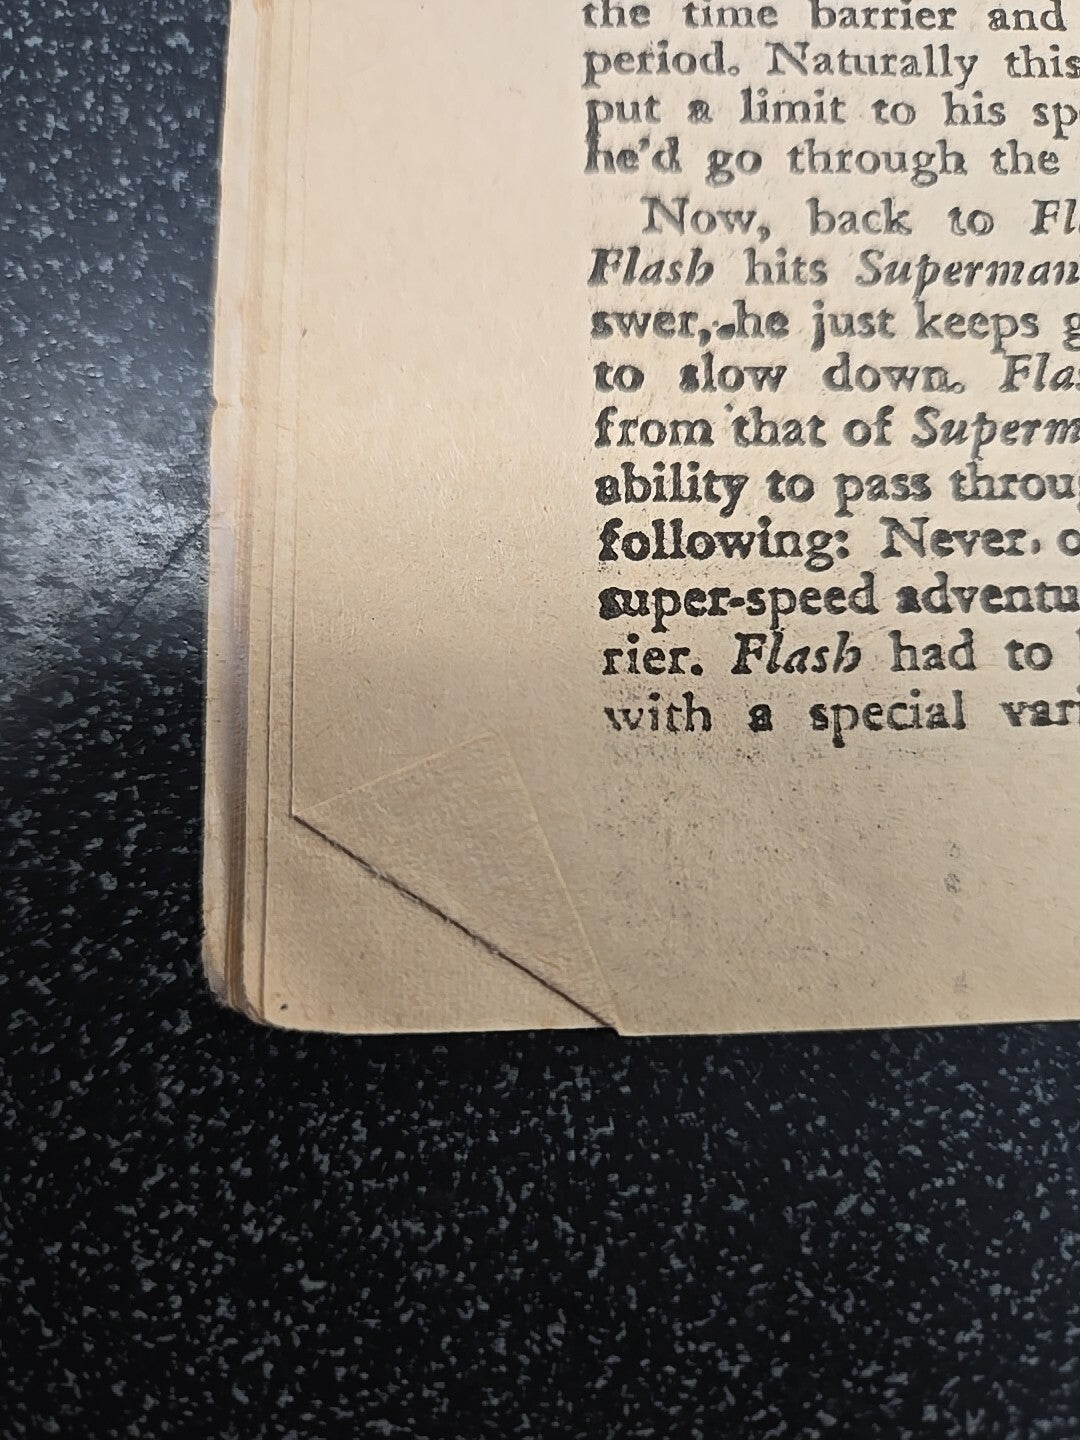 the time barrier and
period. Naturally this
put a limit to his sp
he'd go through the
Now, back to Fl
Flash hits Superman
swer, he just keeps g
to slow down. Flas
from that of Superm
ability to pass throug
following: Never, o
super-speed adventu
rier. Flash had to
with a special vari